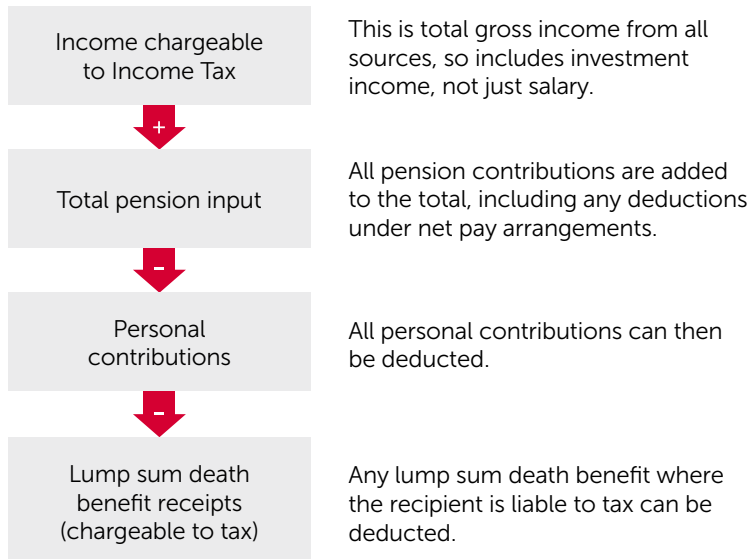 Income chargeable
to Income Tax
This is total gross income from all
sources, so includes investment
income, not just salary.
+
Total pension input
All pension contributions are added
to the total, including any deductions
under net pay arrangements.
-
Personal
contributions
All personal contributions can then
be deducted.
-
Lump sum death
benefit receipts
(chargeable to tax)
Any lump sum death benefit where
the recipient is liable to tax can be
deducted.